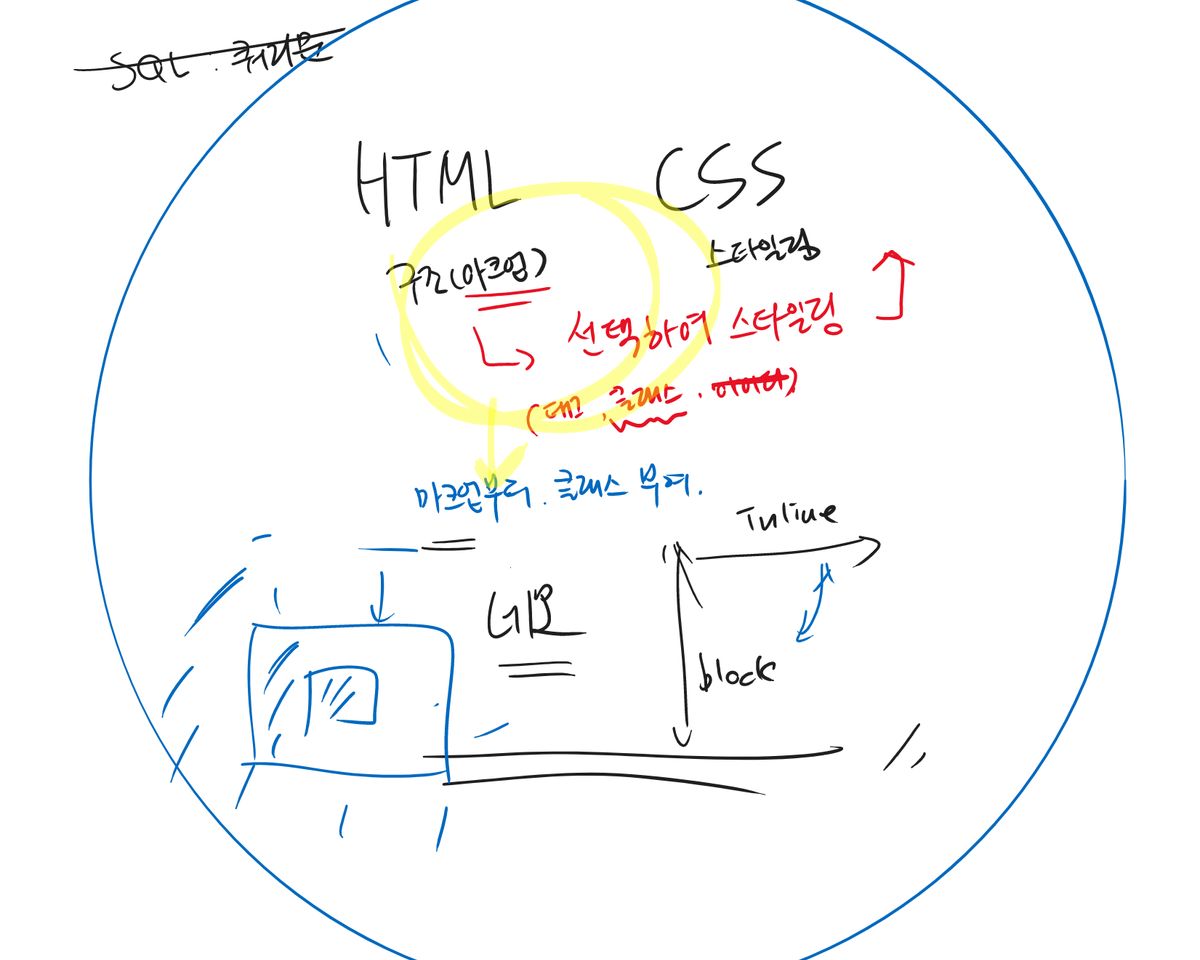 SQL. 쿼리문
HTML CSS
구조(마크업) 스타일링
선택하여 스타일링
(태그, 클래스, 아이디)
마크업부터. 클래스 부여.
Inline
block